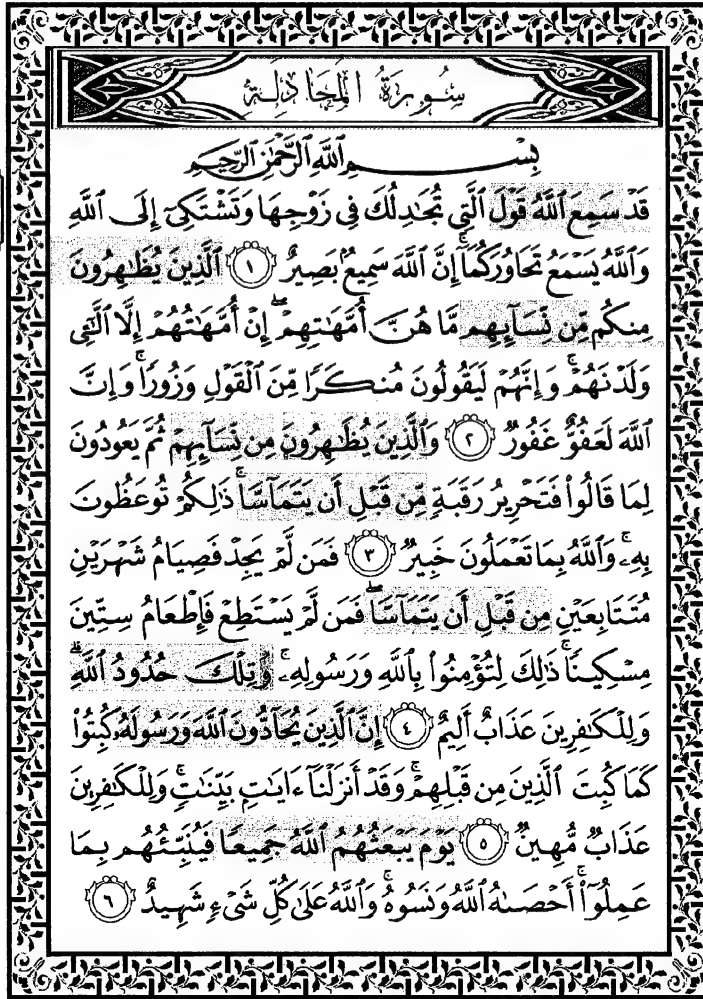 سُورَةُ الْمُجَادِلَةِ
بِسْمِ ٱللَّهِ ٱلرَّحْمَٰنِ ٱلرَّحِيمِ
قَدْ سَمِعَ ٱللَّهُ قَوْلَ ٱلَّتِي تُجَٰدِلُكَ فِي زَوْجِهَا وَتَشْتَكِيٓ إِلَى ٱللَّهِ
وَٱللَّهُ يَسْمَعُ تَحَاوُرَكُمَآۚ إِنَّ ٱللَّهَ سَمِيعٌۢ بَصِيرٌ ١ ٱلَّذِينَ يُظَٰهِرُونَ
مِنكُم مِّن نِّسَآئِهِم مَّا هُنَّ أُمَّهَٰتِهِمْۖ إِنْ أُمَّهَٰتُهُمْ إِلَّا ٱلَّٰٓـِٔي
وَلَدْنَهُمْۚ وَإِنَّهُمْ لَيَقُولُونَ مُنكَرًا مِّنَ ٱلْقَوْلِ وَزُورًاۚ وَإِنَّ
ٱللَّهَ لَعَفُوٌّ غَفُورٌ ٢ وَٱلَّذِينَ يُظَٰهِرُونَ مِن نِّسَآئِهِمْ ثُمَّ يَعُودُونَ
لِمَا قَالُوا۟ فَتَحْرِيرُ رَقَبَةٍ مِّن قَبْلِ أَن يَتَمَآسَّاۚ ذَٰلِكُمْ تُوعَظُونَ
بِهِۦۚ وَٱللَّهُ بِمَا تَعْمَلُونَ خَبِيرٌ ٣ فَمَن لَّمْ يَجِدْ فَصِيَامُ شَهْرَيْنِ
مُتَتَابِعَيْنِ مِن قَبْلِ أَن يَتَمَآسَّاۖ فَمَن لَّمْ يَسْتَطِعْ فَإِطْعَامُ سِتِّينَ
مِسْكِينًاۚ ذَٰلِكَ لِتُؤْمِنُوا۟ بِٱللَّهِ وَرَسُولِهِۦۚ وَتِلْكَ حُدُودُ ٱللَّهِۗ
وَلِلْكَٰفِرِينَ عَذَابٌ أَلِيمٌ ٤ إِنَّ ٱلَّذِينَ يُحَآدُّونَ ٱللَّهَ وَرَسُولَهُۥ كُبِتُوا۟
كَمَا كُبِتَ ٱلَّذِينَ مِن قَبْلِهِمْۚ وَقَدْ أَنزَلْنَآ ءَايَٰتٍۭ بَيِّنَٰتٍۚ وَلِلْكَٰفِرِينَ
عَذَابٌ مُّهِينٌ ٥ يَوْمَ يَبْعَثُهُمُ ٱللَّهُ جَمِيعًا فَيُنَبِّئُهُم بِمَا
عَمِلُوٓا۟ۚ أَحْصَىٰهُ ٱللَّهُ وَنَسُوهُۚ وَٱللَّهُ عَلَىٰ كُلِّ شَيْءٍ شَهِيدٌ ٦